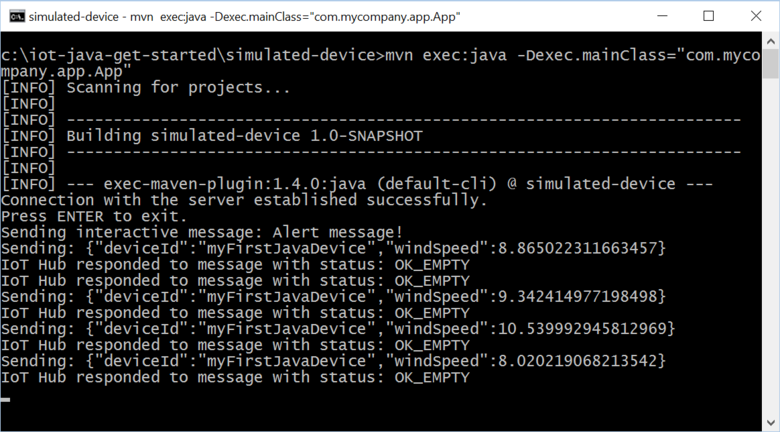 simulated-device - mvn  exec:java -Dexec.mainClass="com.mycompany.app.App"
c:\iot-java-get-started\simulated-device>mvn exec:java -Dexec.mainClass="com.myco
mpany.app.App"
[INFO] Scanning for projects...
[INFO]
[INFO] ------------------------------------------------------------------------
[INFO] Building simulated-device 1.0-SNAPSHOT
[INFO] ------------------------------------------------------------------------
[INFO]
[INFO] --- exec-maven-plugin:1.4.0:java (default-cli) @ simulated-device ---
Connection with the server established successfully.
Press ENTER to exit.
Sending interactive message: Alert message!
Sending: {"deviceId":"myFirstJavaDevice","windSpeed":8.865022311663457}
IoT Hub responded to message with status: OK_EMPTY
IoT Hub responded to message with status: OK_EMPTY
Sending: {"deviceId":"myFirstJavaDevice","windSpeed":9.342414977198498}
IoT Hub responded to message with status: OK_EMPTY
Sending: {"deviceId":"myFirstJavaDevice","windSpeed":10.539992945812969}
IoT Hub responded to message with status: OK_EMPTY
Sending: {"deviceId":"myFirstJavaDevice","windSpeed":8.020219068213542}
IoT Hub responded to message with status: OK_EMPTY